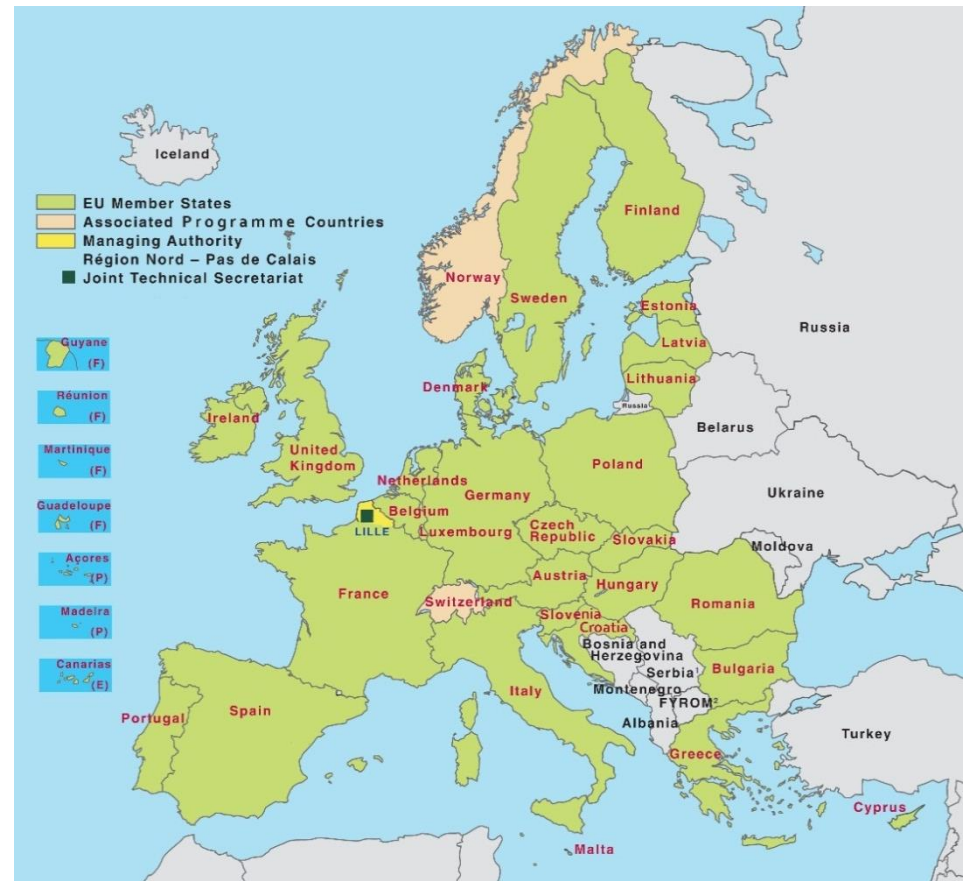 Iceland
EU Member States
Associated Programme Countries
Managing Authority
Région Nord – Pas de Calais
Joint Technical Secretariat
Finland
Norway
Sweden
Estonia
Russia
Latvia
Denmark
Lithuania
Russia
Guyane
(F)
Réunion
(F)
Ireland
Belarus
Martinique
(F)
United
Kingdom
Poland
Netherlands
Germany
Ukraine
Guadeloupe
(F)
Belgium
LILLE
Luxembourg
Czech
Republic
Slovakia
Moldova
Açores
(P)
France
Austria
Hungary
Switzerland
Romania
Madeira
(P)
Slovenia
Croatia
Bosnia and
Herzegovina
Serbia¹
Bulgaria
Canarias
(E)
Italy
Montenegro
FYROM²
Portugal
Spain
Albania
Turkey
Greece
Cyprus
Malta